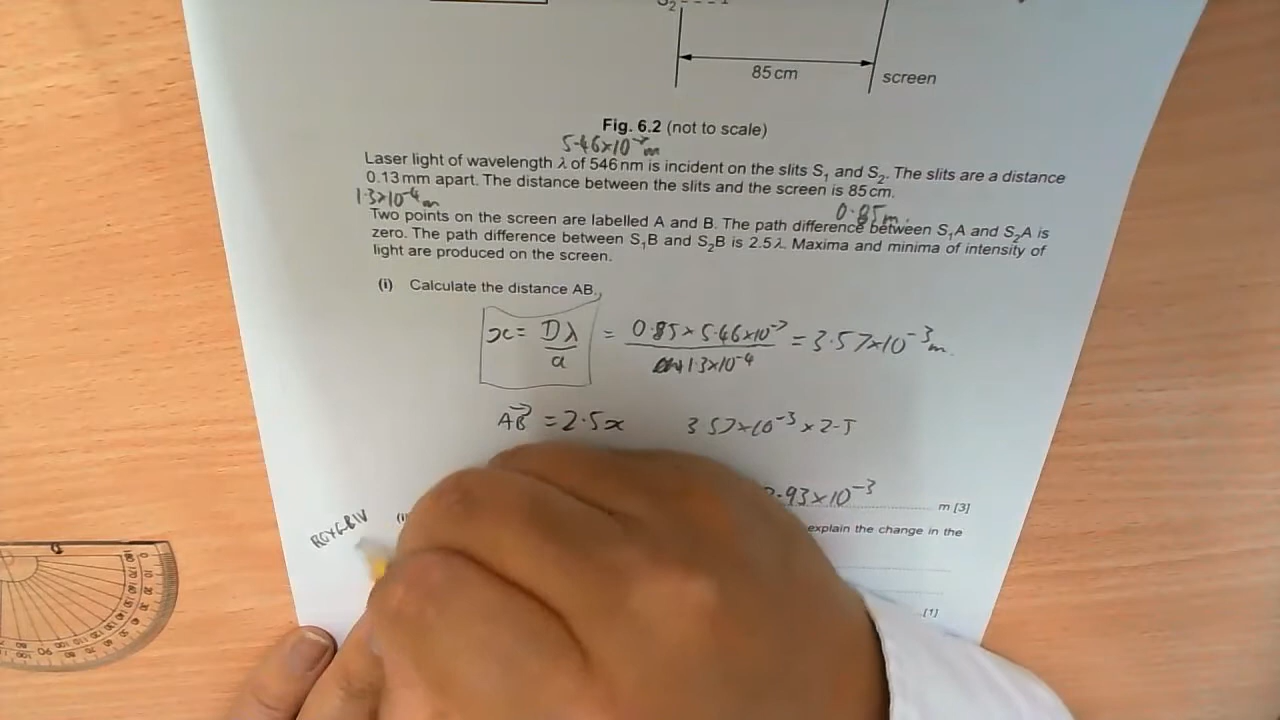 S2
85 cm
screen
Fig. 6.2 (not to scale)
5.46×10⁻⁷ m
Laser light of wavelength λ of 546 nm is incident on the slits S₁ and S₂. The slits are a distance
0.13 mm apart. The distance between the slits and the screen is 85 cm.
1.3×10⁻⁴ m
0.85 m.
Two points on the screen are labelled A and B. The path difference between S₁A and S₂A is
zero. The path difference between S₁B and S₂B is 2.5λ. Maxima and minima of intensity of
light are produced on the screen.
(i) Calculate the distance AB.
x = Dλ/a = 0.85 × 5.46×10⁻⁷ / 1.3×10⁻⁴ = 3.57×10⁻³ m.
AB = 2.5x 3.57×10⁻³ × 2.5
.93×10⁻³ m [3]
explain the change in the
ROYGBIV
[1]